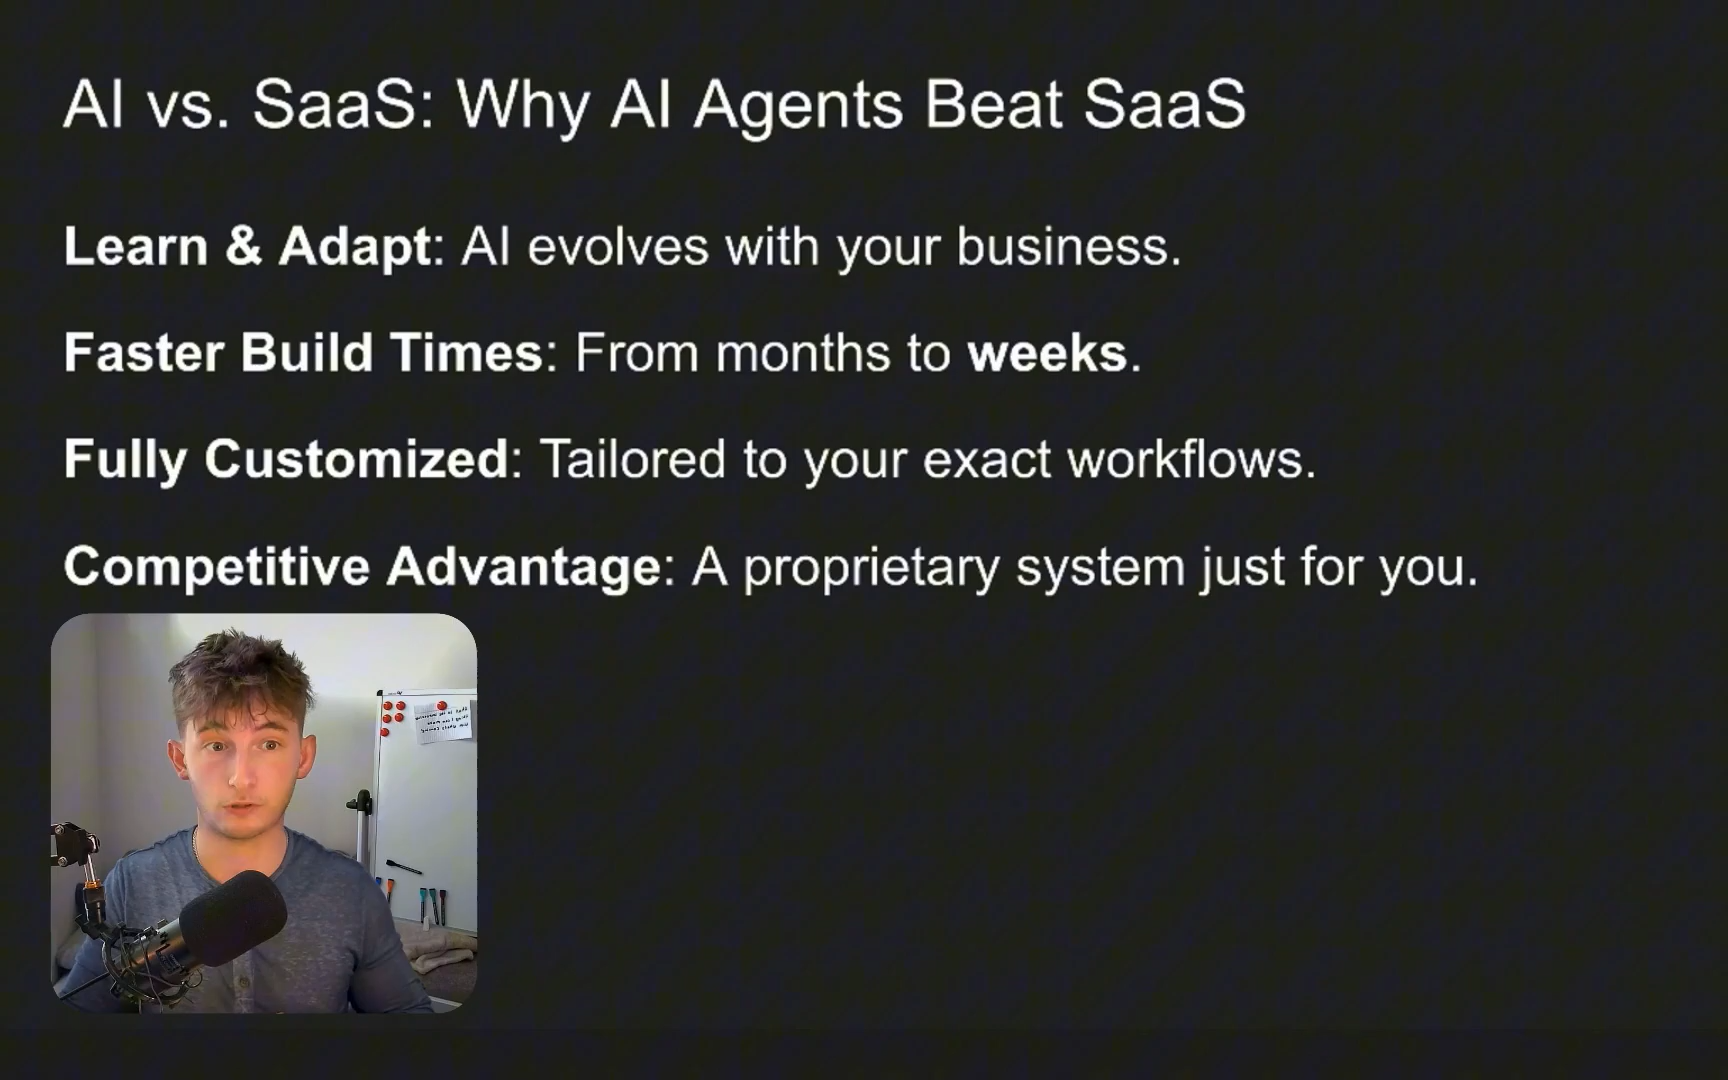 AI vs. SaaS: Why AI Agents Beat SaaS
Learn & Adapt: AI evolves with your business.
Faster Build Times: From months to weeks.
Fully Customized: Tailored to your exact workflows.
Competitive Advantage: A proprietary system just for you.